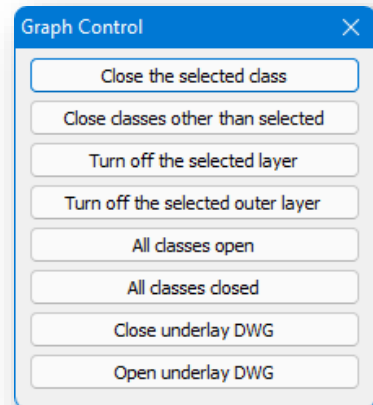 Graph Control
Close the selected class
Close classes other than selected
Turn off the selected layer
Turn off the selected outer layer
All classes open
All classes closed
Close underlay DWG
Open underlay DWG